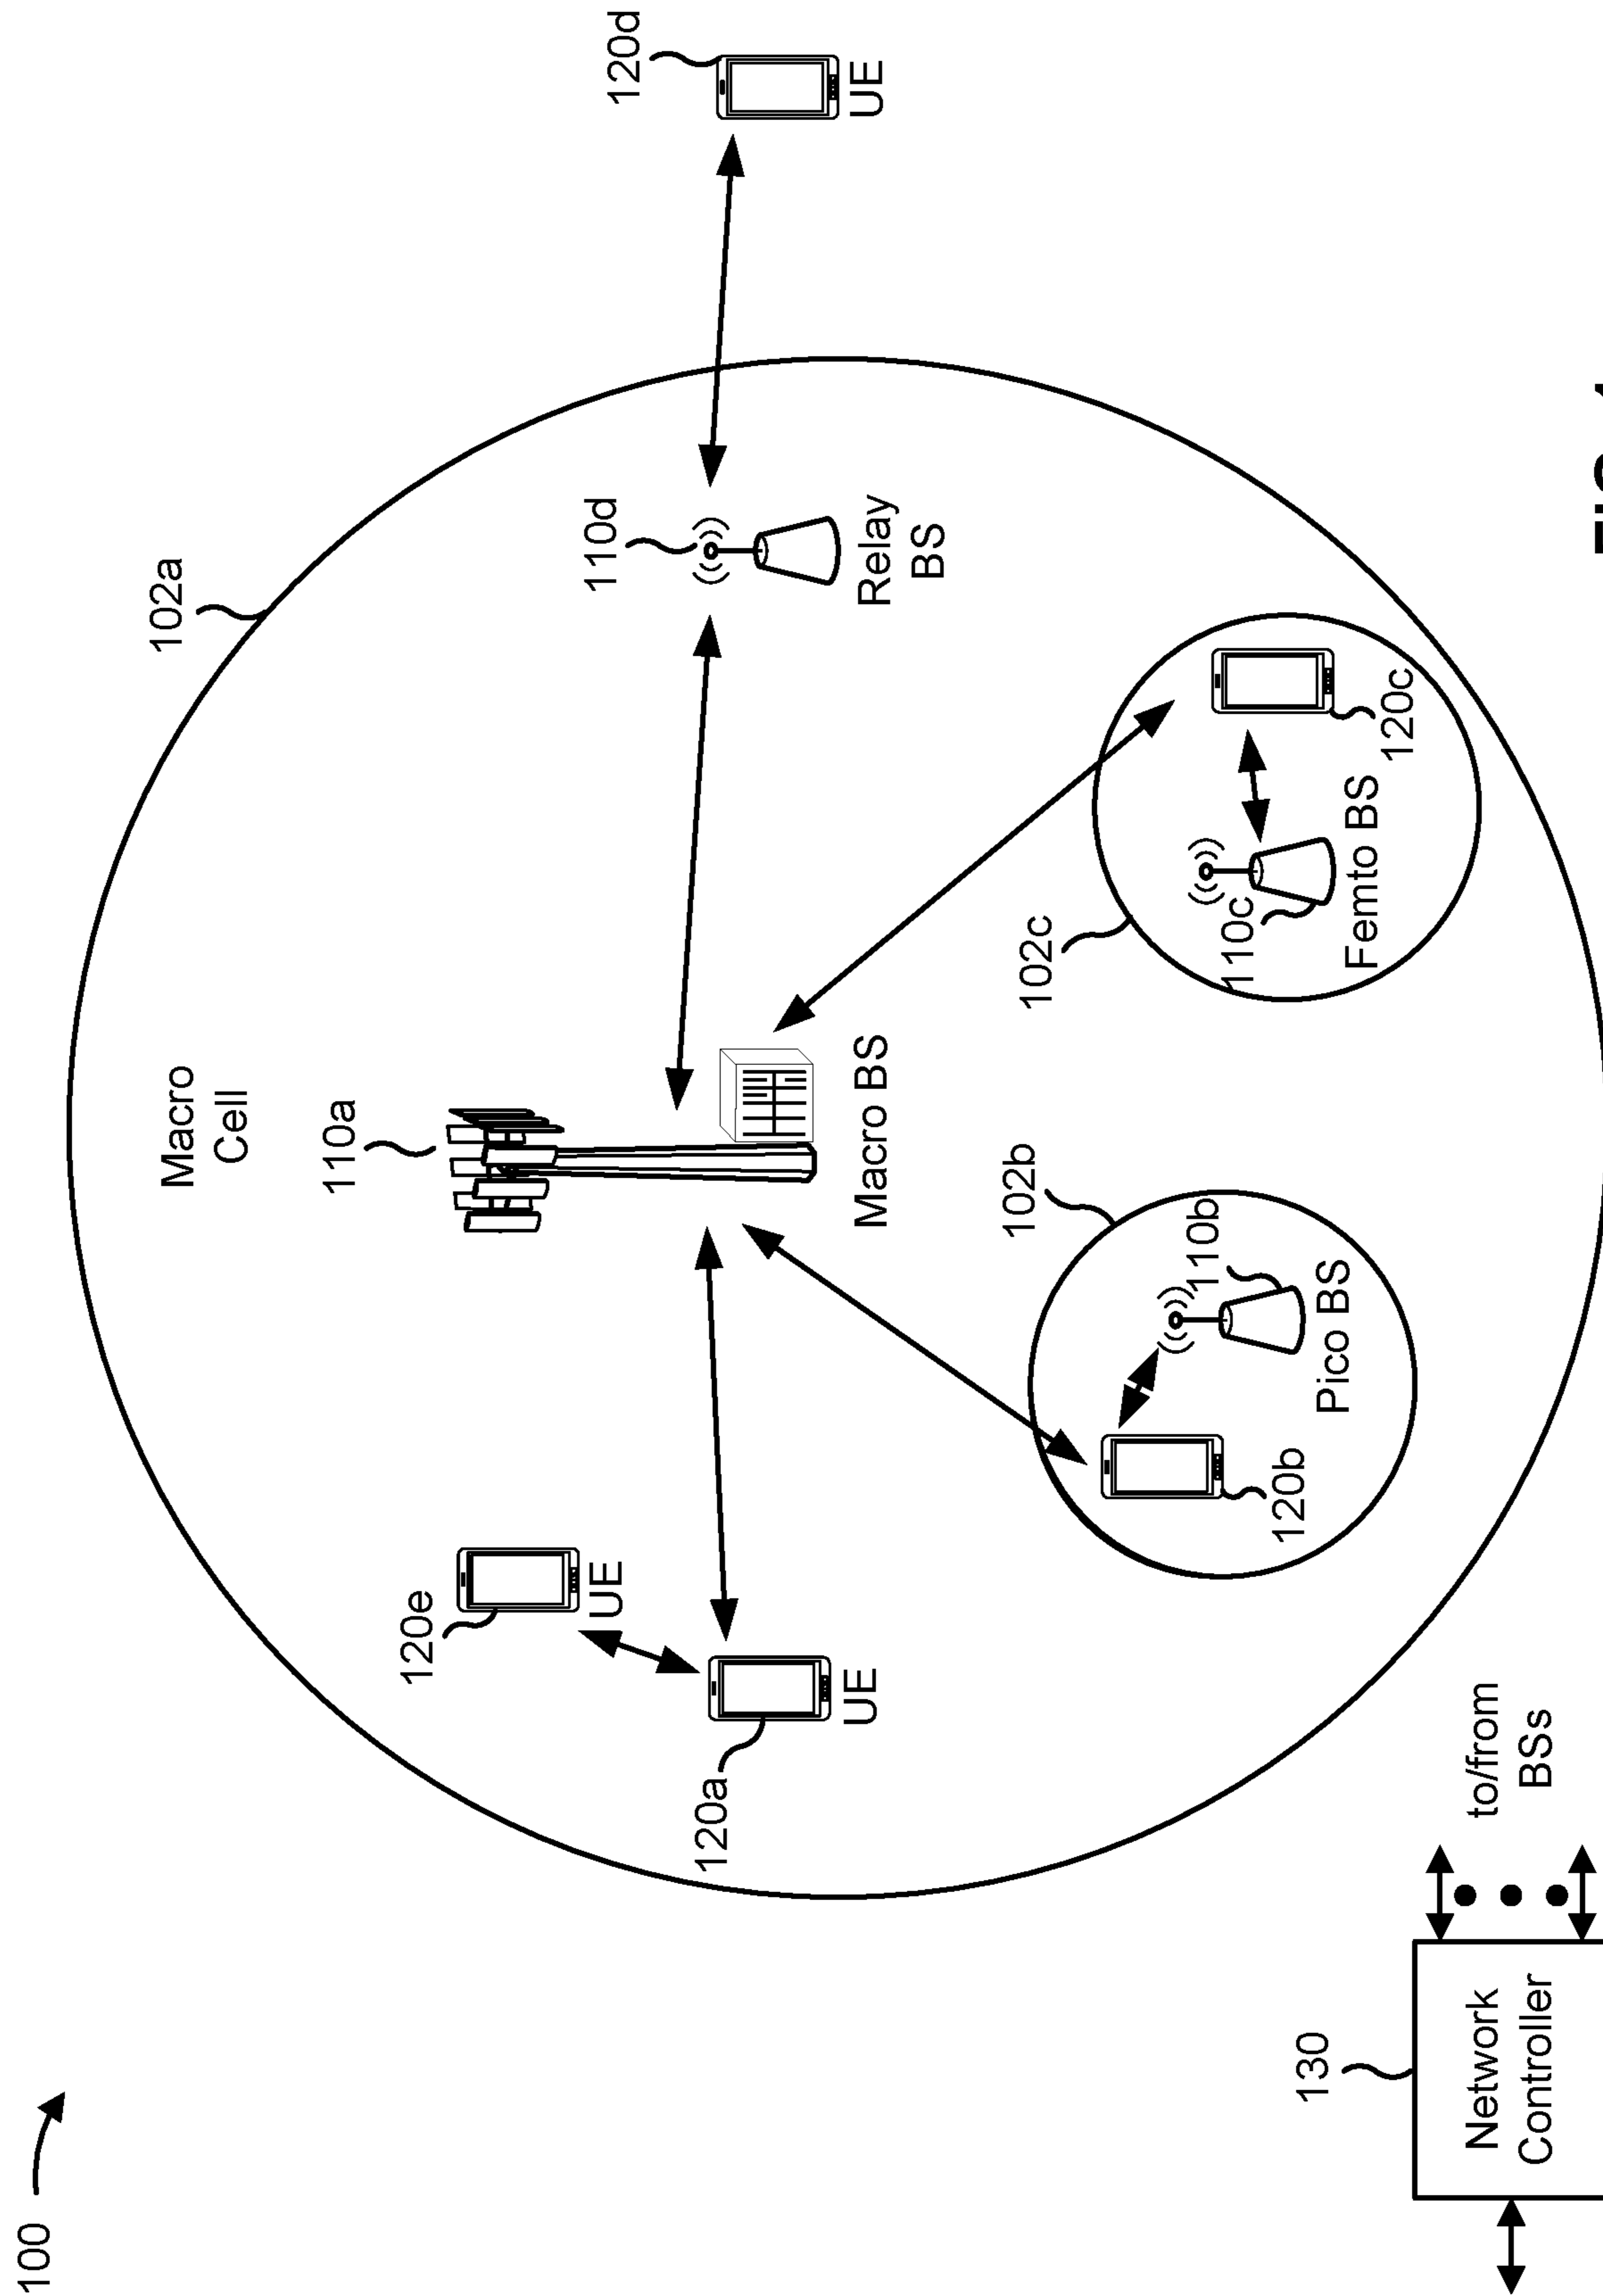 100
102a
Macro
Cell
110a
120d
UE
110d
Relay
BS
120e
UE
120a
UE
Macro BS
102b
110b
Pico BS
120b
102c
110c
Femto BS
120c
130
Network
Controller
to/from
BSs